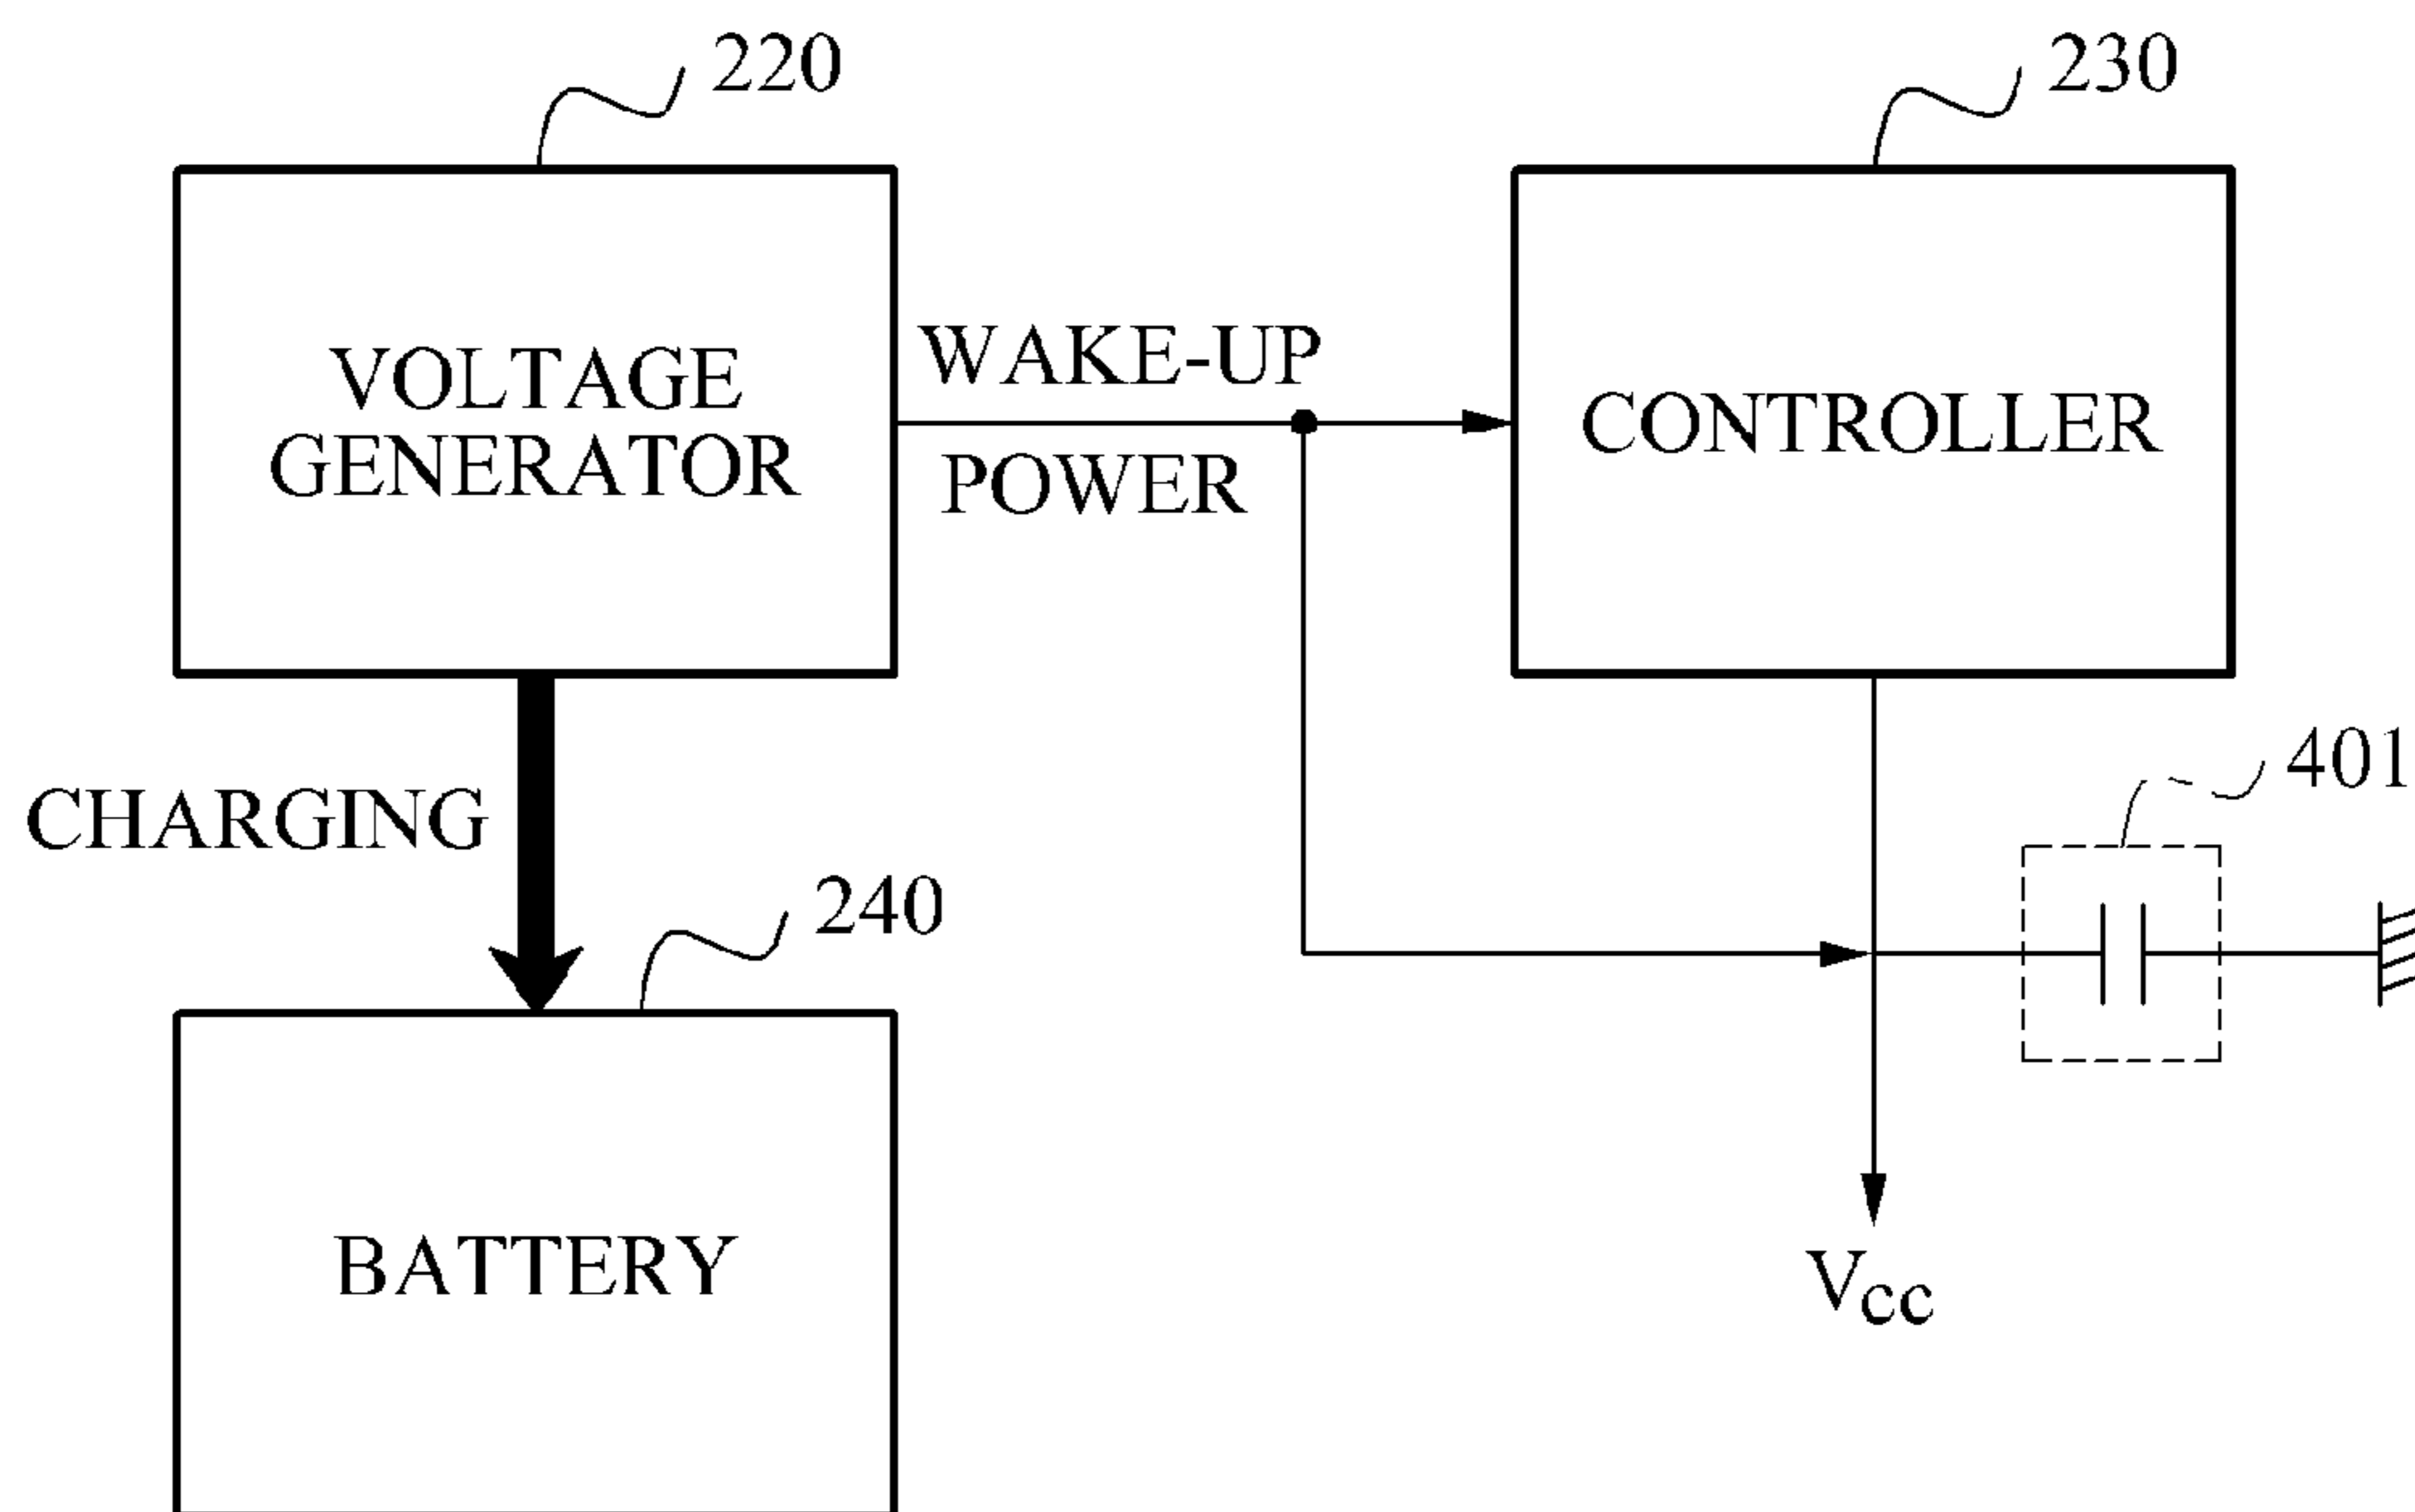 220
230
VOLTAGE
GENERATOR
WAKE-UP
POWER
CONTROLLER
CHARGING
401
240
BATTERY
Vcc